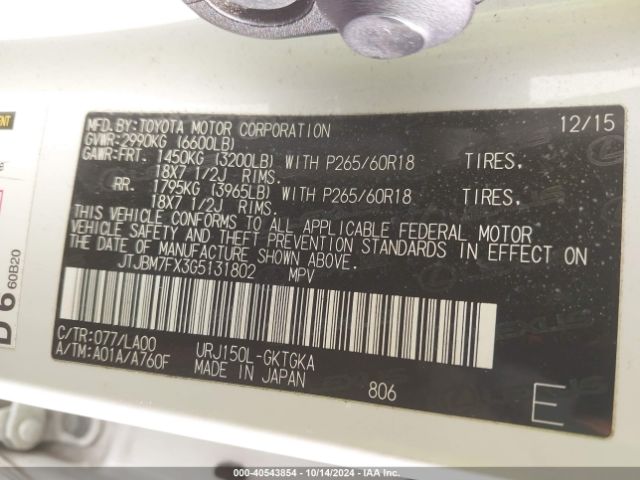 MFD. BY:TOYOTA MOTOR CORPORATION 12/15
GVWR:2990KG (6600LB)
GAWR:FRT. 1450KG (3200LB) WITH P265/60R18 TIRES.
18X7 1/2J RIMS.
RR. 1795KG (3965LB) WITH P265/60R18 TIRES.
18X7 1/2J RIMS.
THIS VEHICLE CONFORMS TO ALL APPLICABLE FEDERAL MOTOR
VEHICLE SAFETY AND THEFT PREVENTION STANDARDS IN EFFECT ON
THE DATE OF MANUFACTURE SHOWN ABOVE.
JTJBM7FX3G5131802 MPV
C/TR:077/LA00 URJ150L-GKTGKA
A/TM:A01A/A760F MADE IN JAPAN 806 E
D 6 60B20
000-40543854 | 10/14/2024 | IAA Inc.